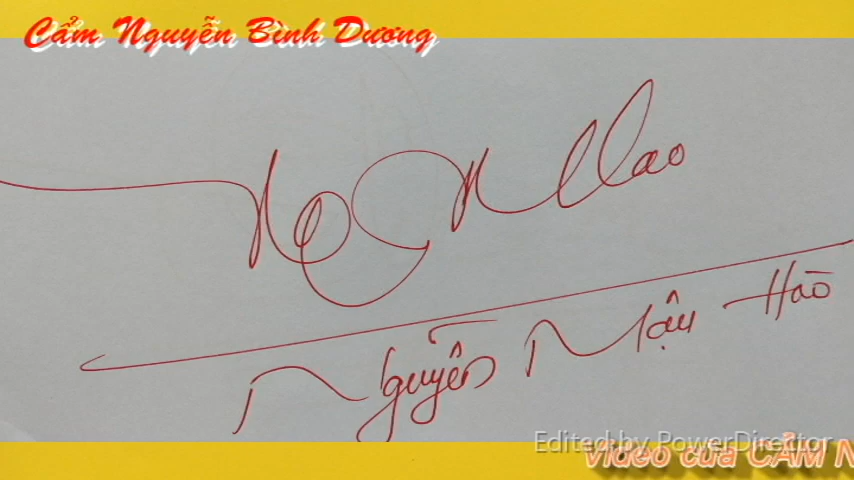 Cẩm Nguyễn Bình Dương
Nguyễn Mậu Hào
Edited by PowerDirector
video của CẨM N